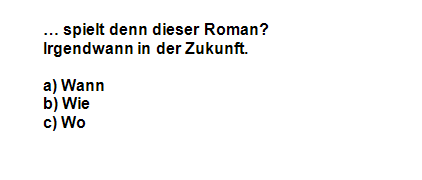 … spielt denn dieser Roman?
Irgendwann in der Zukunft.
a) Wann
b) Wie
c) Wo